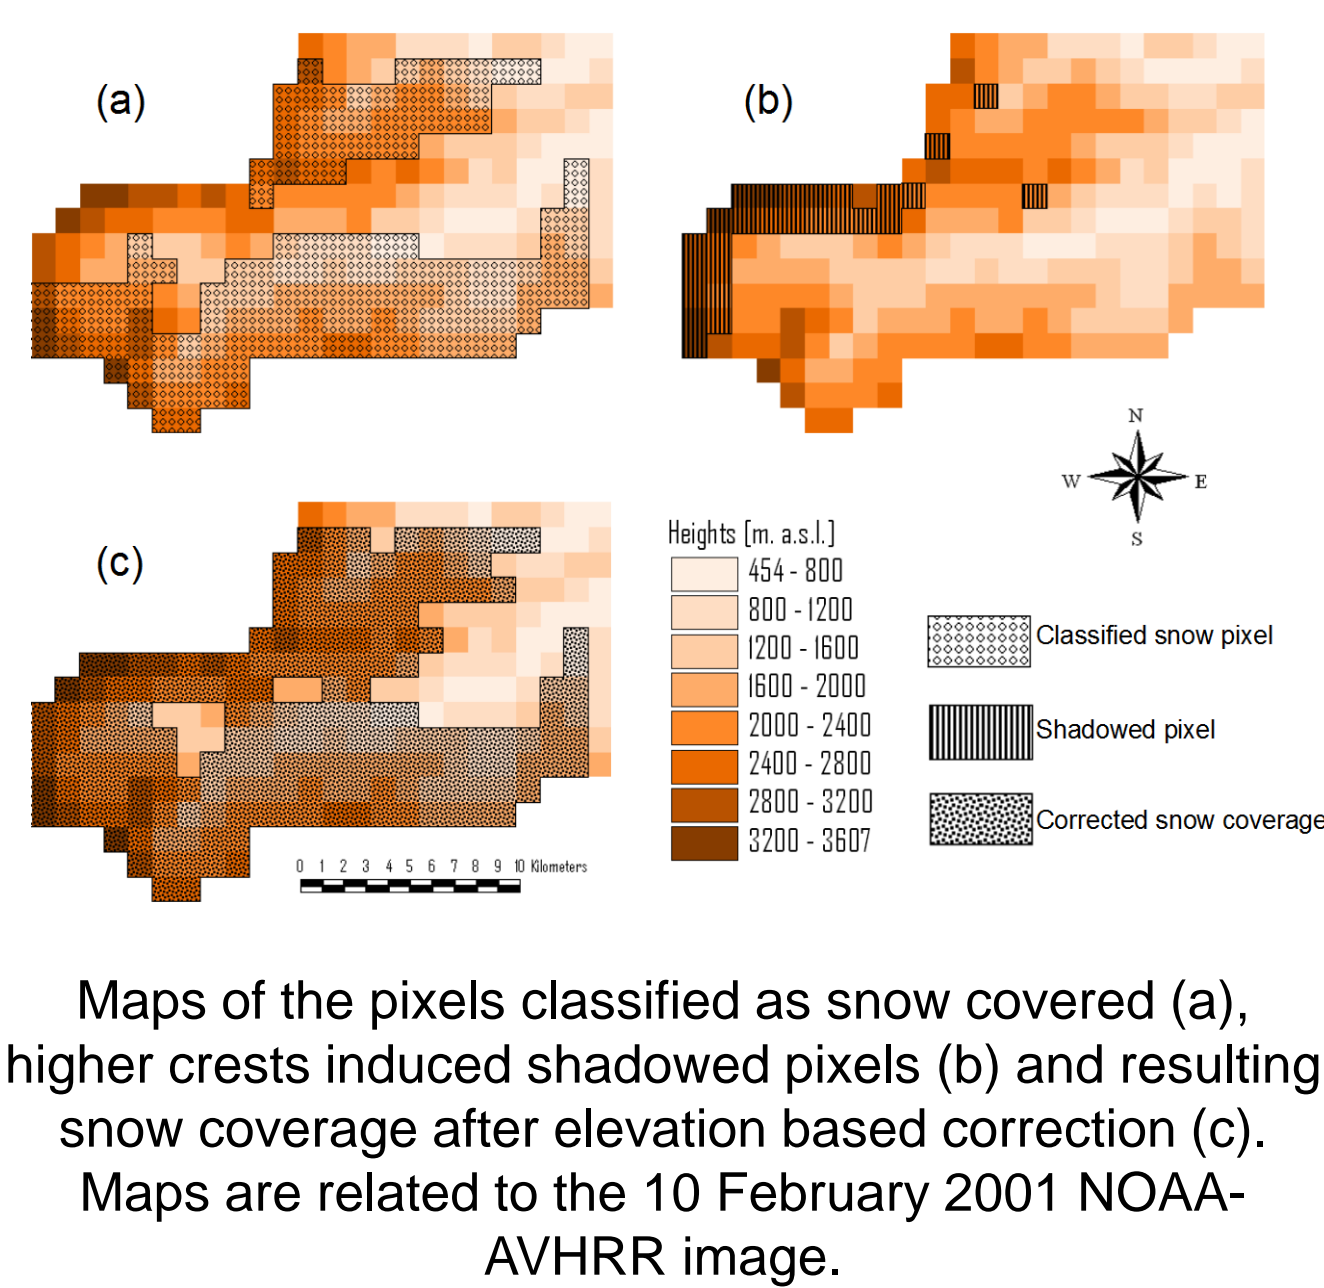 (a)
(b)
N
W E
S
(c)
Heights [m. a.s.l.]
454 - 800
800 - 1200
1200 - 1600
1600 - 2000
2000 - 2400
2400 - 2800
2800 - 3200
3200 - 3607
Classified snow pixel
Shadowed pixel
Corrected snow coverage
0 1 2 3 4 5 6 7 8 9 10 Kilometers
Maps of the pixels classified as snow covered (a),
higher crests induced shadowed pixels (b) and resulting
snow coverage after elevation based correction (c).
Maps are related to the 10 February 2001 NOAA-
AVHRR image.